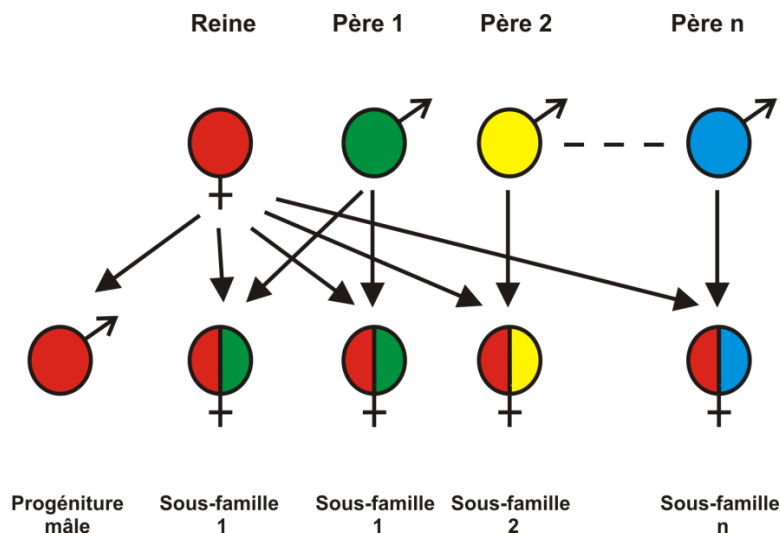 Reine Père 1 Père 2 Père n
Progéniture Sous-famille Sous-famille Sous-famille Sous-famille
mâle 1 1 2 n